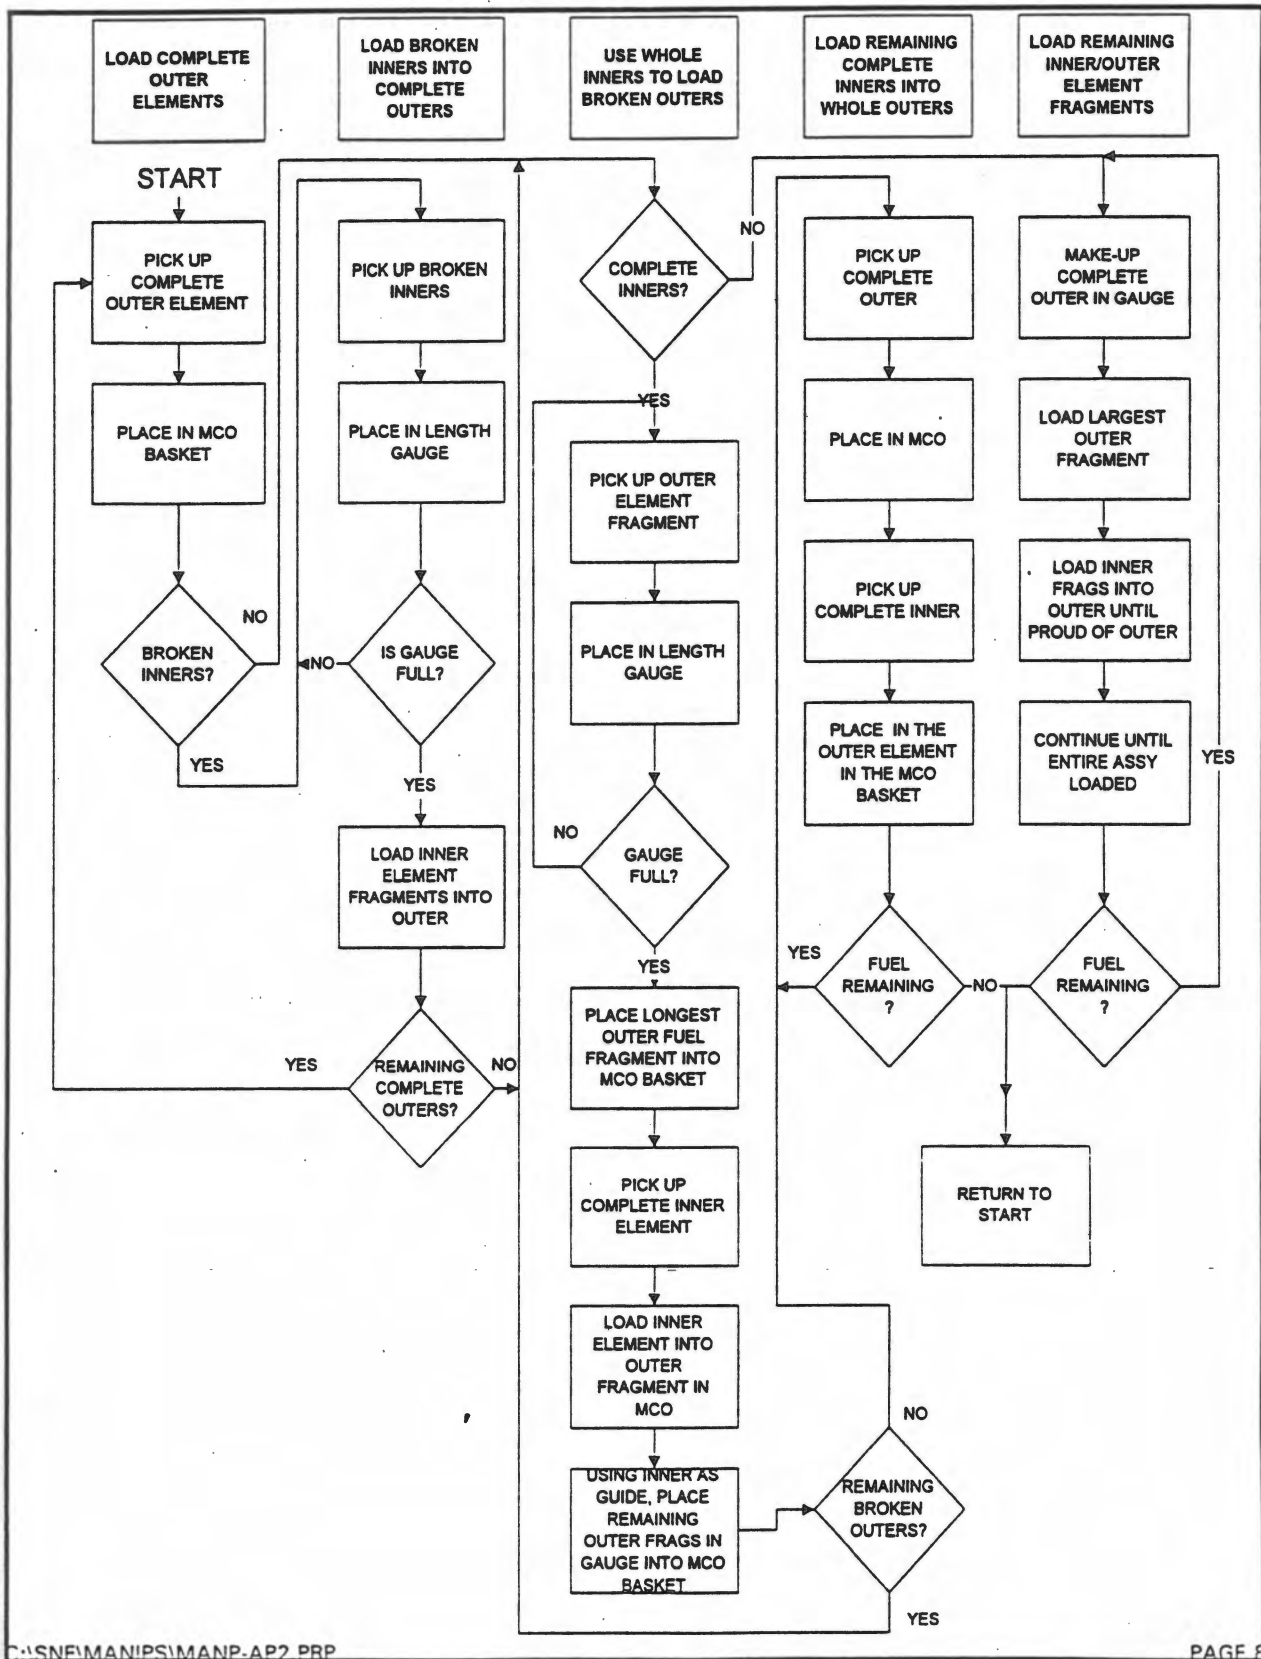 LOAD COMPLETE
OUTER
ELEMENTS
LOAD BROKEN
INNERS INTO
COMPLETE
OUTERS
USE WHOLE
INNERS TO LOAD
BROKEN OUTERS
LOAD REMAINING
COMPLETE
INNERS INTO
WHOLE OUTERS
LOAD REMAINING
INNER/OUTER
ELEMENT
FRAGMENTS
START
PICK UP
COMPLETE
OUTER ELEMENT
PLACE IN MCO
BASKET
BROKEN
INNERS?
NO
YES
PICK UP BROKEN
INNERS
PLACE IN LENGTH
GAUGE
IS GAUGE
FULL?
NO
YES
LOAD INNER
ELEMENT
FRAGMENTS INTO
OUTER
REMAINING
COMPLETE
OUTERS?
YES
NO
COMPLETE
INNERS?
NO
YES
PICK UP OUTER
ELEMENT
FRAGMENT
PLACE IN LENGTH
GAUGE
GAUGE
FULL?
NO
YES
PLACE LONGEST
OUTER FUEL
FRAGMENT INTO
MCO BASKET
PICK UP
COMPLETE INNER
ELEMENT
LOAD INNER
ELEMENT INTO
OUTER
FRAGMENT IN
MCO
USING INNER AS
GUIDE, PLACE
REMAINING
OUTER FRAGS IN
GAUGE INTO MCO
BASKET
REMAINING
BROKEN
OUTERS?
NO
YES
PICK UP
COMPLETE
OUTER
PLACE IN MCO
PICK UP
COMPLETE INNER
PLACE IN THE
OUTER ELEMENT
IN THE MCO
BASKET
FUEL
REMAINING
?
YES
NO
MAKE-UP
COMPLETE
OUTER IN GAUGE
LOAD LARGEST
OUTER
FRAGMENT
LOAD INNER
FRAGS INTO
OUTER UNTIL
PROUD OF OUTER
CONTINUE UNTIL
ENTIRE ASSY
LOADED
FUEL
REMAINING
?
YES
RETURN TO
START
C:\SNF\MANIPS\MANP-AP2.PRP
PAGE 8